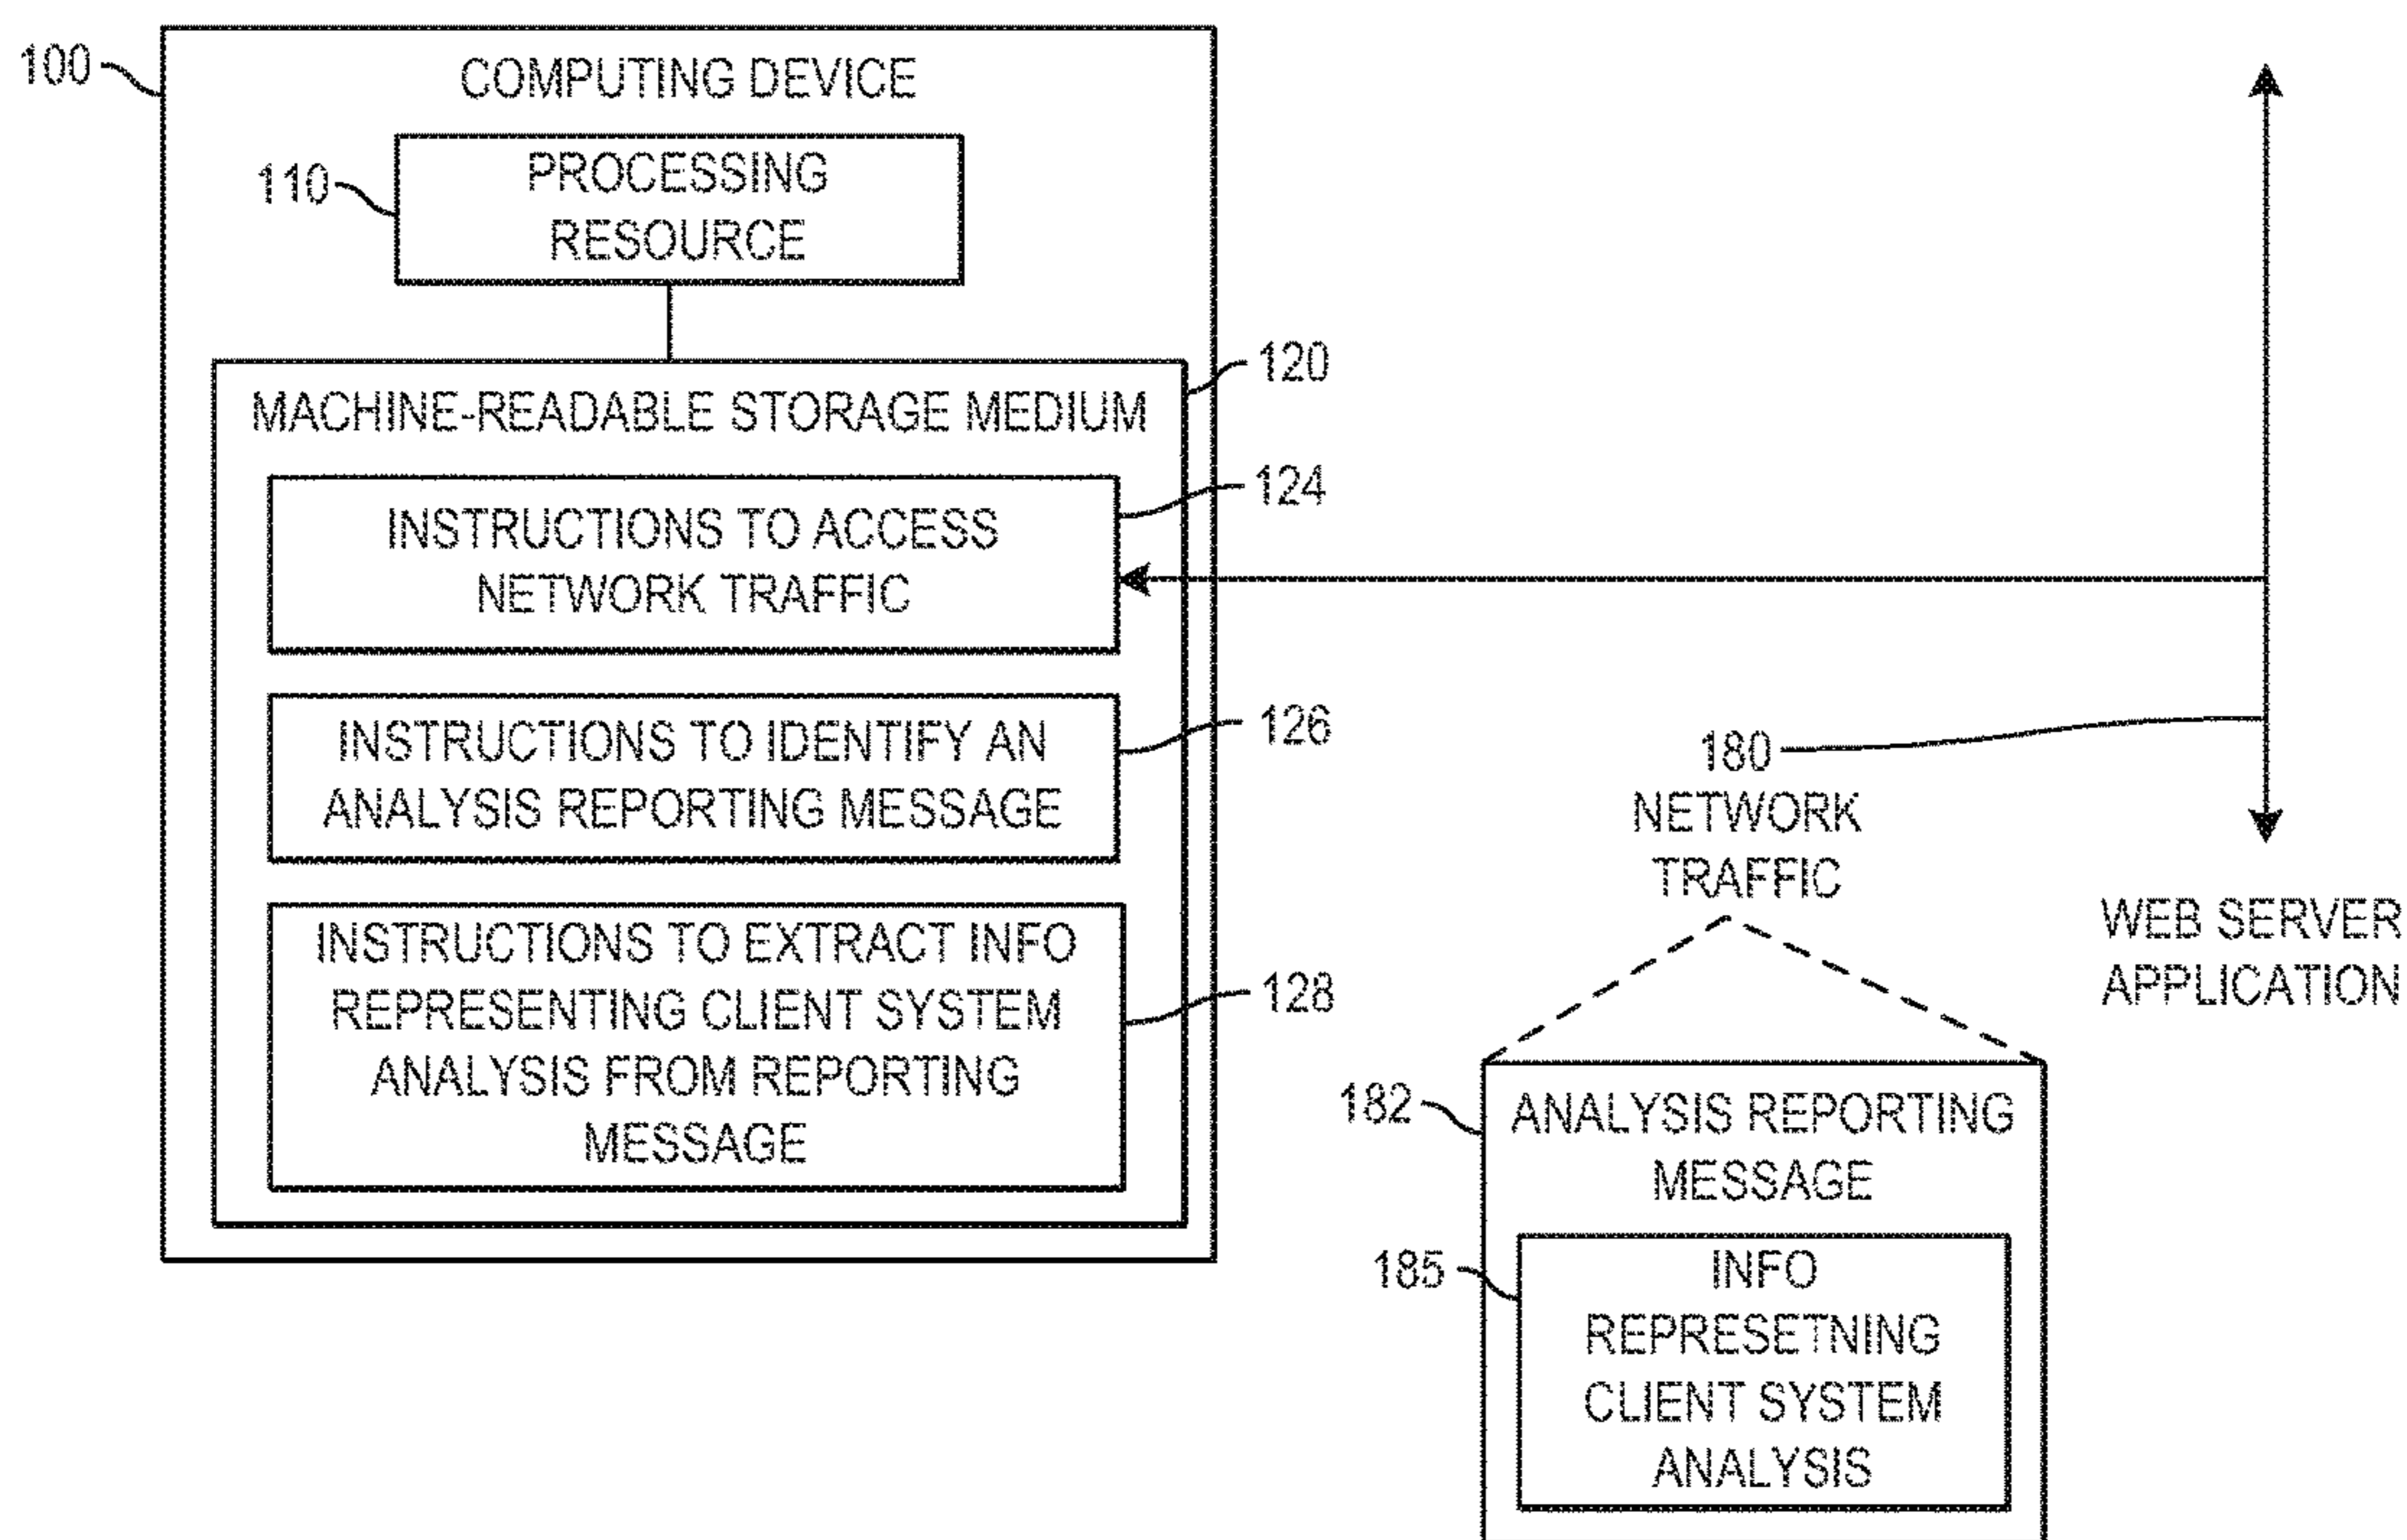 100
COMPUTING DEVICE
110
PROCESSING
RESOURCE
120
MACHINE-READABLE STORAGE MEDIUM
124
INSTRUCTIONS TO ACCESS
NETWORK TRAFFIC
126
INSTRUCTIONS TO IDENTIFY AN
ANALYSIS REPORTING MESSAGE
128
INSTRUCTIONS TO EXTRACT INFO
REPRESENTING CLIENT SYSTEM
ANALYSIS FROM REPORTING
MESSAGE
180
NETWORK
TRAFFIC
WEB SERVER
APPLICATION
182
ANALYSIS REPORTING
MESSAGE
185
INFO
REPRESETNING
CLIENT SYSTEM
ANALYSIS